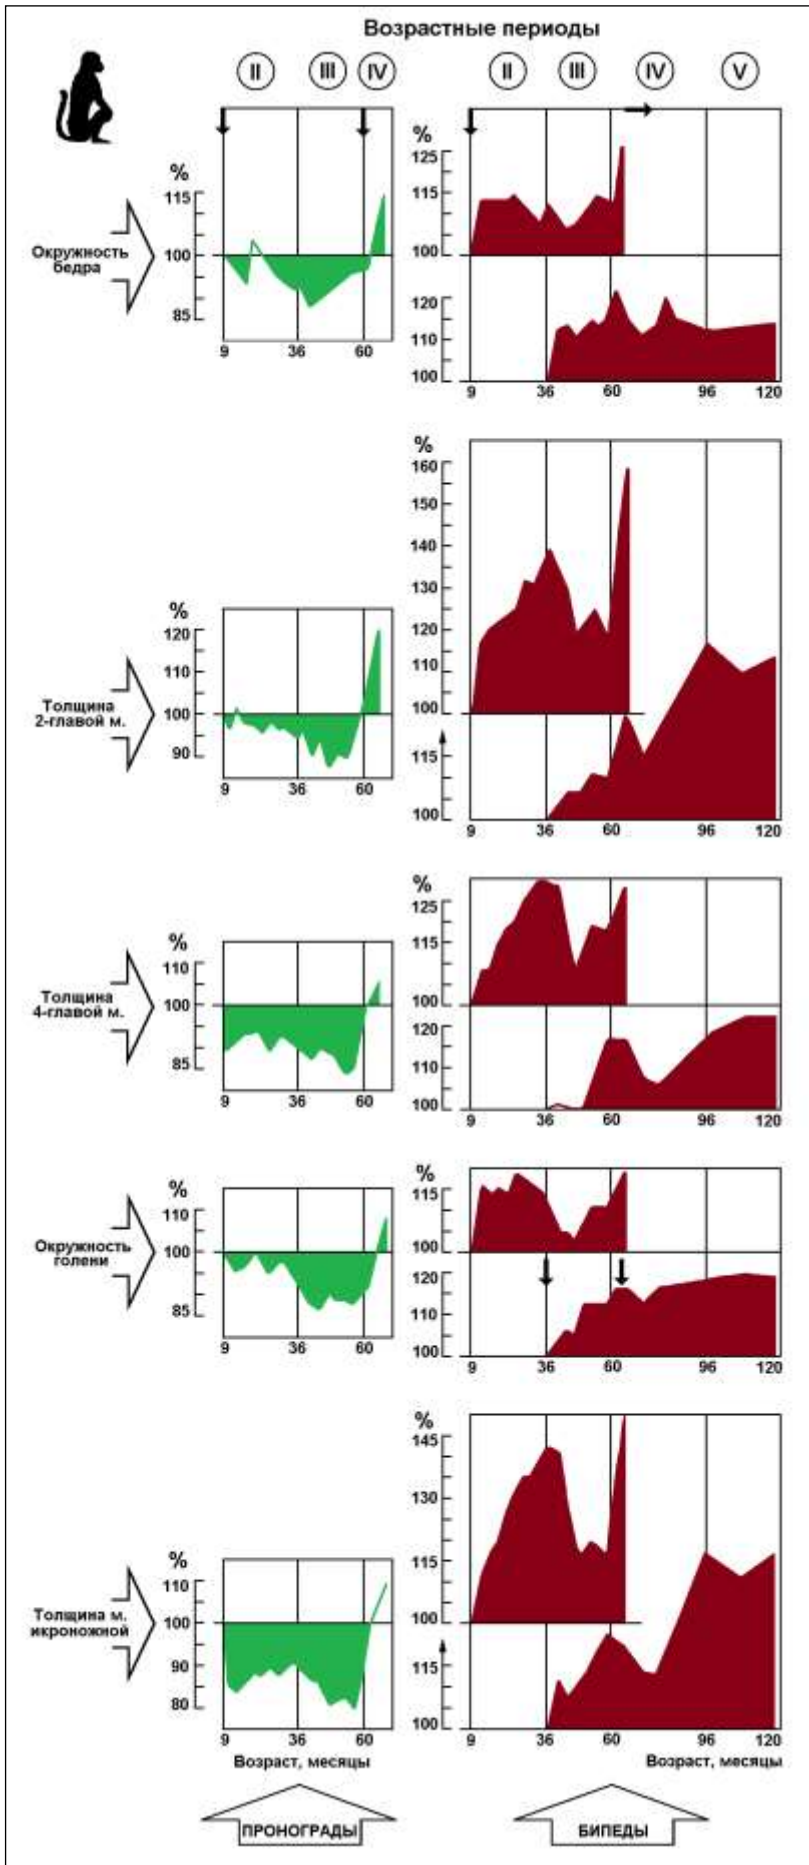 Возрастные периоды
II III IV II III IV V
%
125
115
100
%
115
100
85
Окружность
бедра
120
110
100
9 36 60
9 36 60 96 120
%
160
150
140
130
120
110
100
%
120
110
100
90
Толщина
2-главой м.
115
100
9 36 60
9 36 60 96 120
%
125
115
100
%
110
100
85
Толщина
4-главой м.
120
110
100
9 36 60
9 36 60 96 120
%
115
100
%
110
100
85
Окружность
голени
120
110
100
9 36 60
9 36 60 96 120
%
145
130
115
100
%
110
100
90
80
Толщина м.
икроножной
115
100
9 36 60
9 36 60 96 120
Возраст, месяцы
Возраст, месяцы
ПРОНОГРАДЫ
БИПЕДЫ